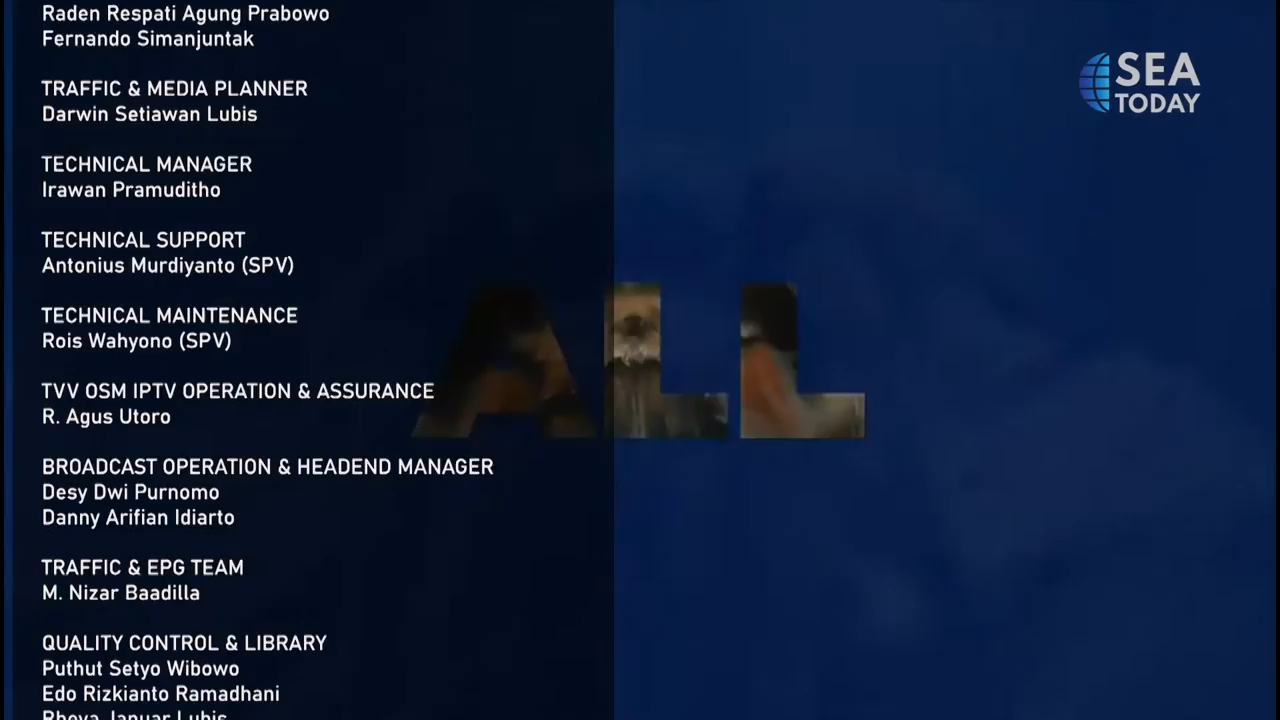 Raden Respati Agung Prabowo
Fernando Simanjuntak
TRAFFIC & MEDIA PLANNER
Darwin Setiawan Lubis
TECHNICAL MANAGER
Irawan Pramuditho
TECHNICAL SUPPORT
Antonius Murdiyanto (SPV)
TECHNICAL MAINTENANCE
Rois Wahyono (SPV)
TVV OSM IPTV OPERATION & ASSURANCE
R. Agus Utoro
BROADCAST OPERATION & HEADEND MANAGER
Desy Dwi Purnomo
Danny Arifian Idiarto
TRAFFIC & EPG TEAM
M. Nizar Baadilla
QUALITY CONTROL & LIBRARY
Puthut Setyo Wibowo
Edo Rizkianto Ramadhani
Januar Lubis
SEA
TODAY
ALL